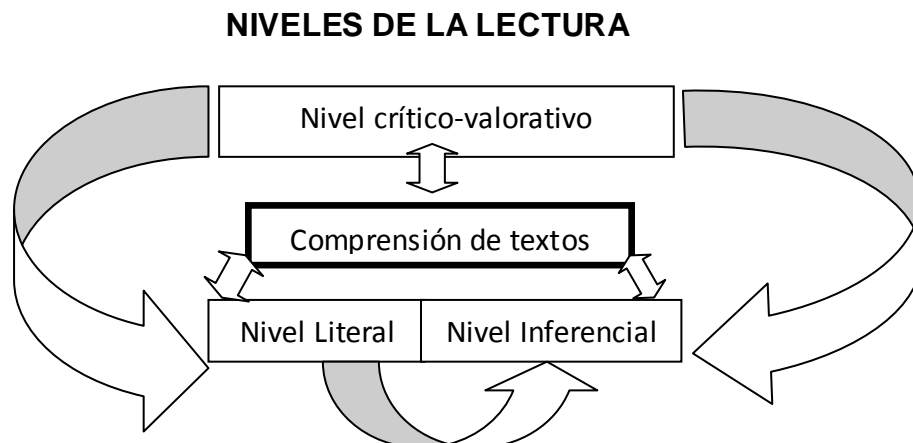 NIVELES DE LA LECTURA
Nivel crítico-valorativo
Comprensión de textos
Nivel Literal
Nivel Inferencial